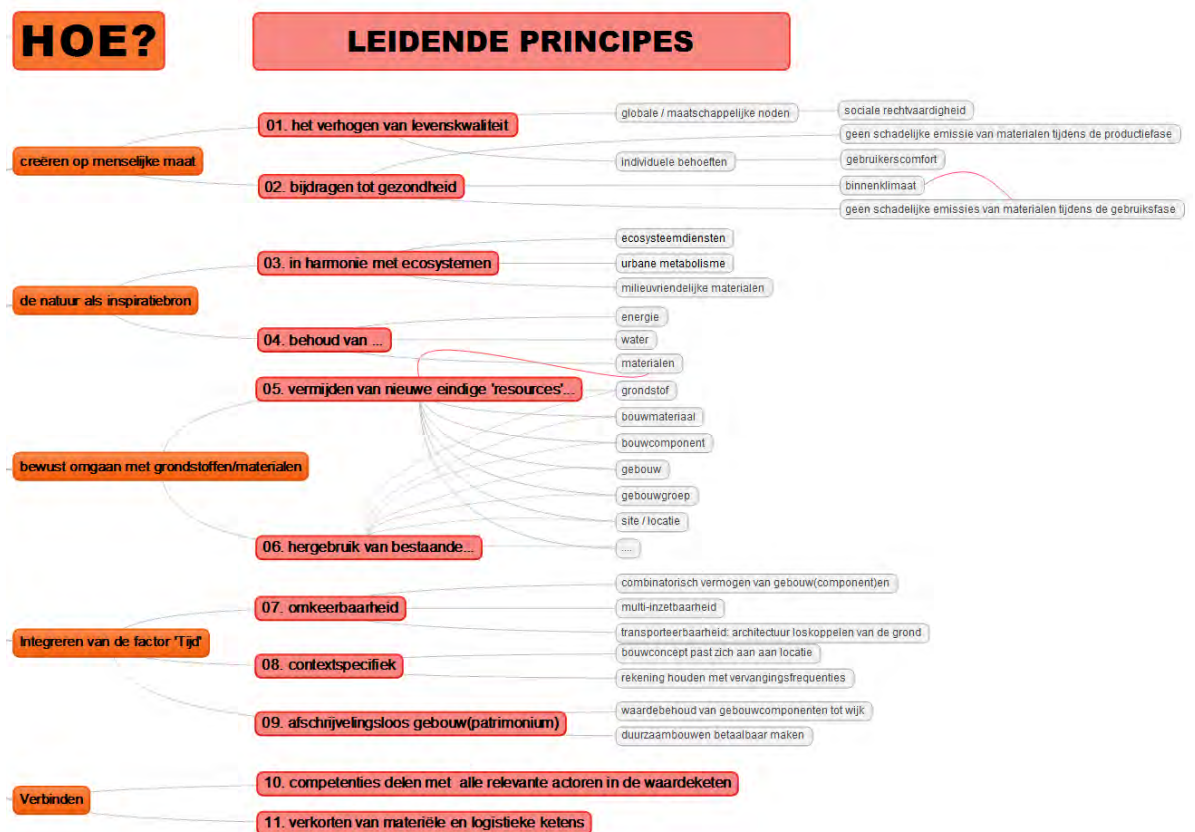 HOE?
LEIDENDE PRINCIPES
creëren op menselijke maat
01. het verhogen van levenskwaliteit
globale / maatschappelijke noden
sociale rechtvaardigheid
geen schadelijke emissie van materialen tijdens de productiefase
individuele behoeften
gebruikerscomfort
02. bijdragen tot gezondheid
binnenklimaat
geen schadelijke emissies van materialen tijdens de gebruiksfase
de natuur als inspiratiebron
03. in harmonie met ecosystemen
ecosysteemdiensten
urbane metabolisme
milieuvriendelijke materialen
04. behoud van ...
energie
water
materialen
bewust omgaan met grondstoffen/materialen
05. vermijden van nieuwe eindige 'resources'...
grondstof
bouwmateriaal
bouwcomponent
gebouw
gebouwgroep
site / locatie
06. hergebruik van bestaande...
....
Integreren van de factor 'Tijd'
07. omkeerbaarheid
combinatorisch vermogen van gebouw(component)en
multi-inzetbaarheid
transporteerbaarheid: architectuur loskoppelen van de grond
08. contextspecifiek
bouwconcept past zich aan aan locatie
rekening houden met vervangingsfrequenties
09. afschrijvelingsloos gebouw(patrimonium)
waardebehoud van gebouwcomponenten tot wijk
duurzaambouwen betaalbaar maken
Verbinden
10. competenties delen met alle relevante actoren in de waardeketen
11. verkorten van materiële en logistieke ketens